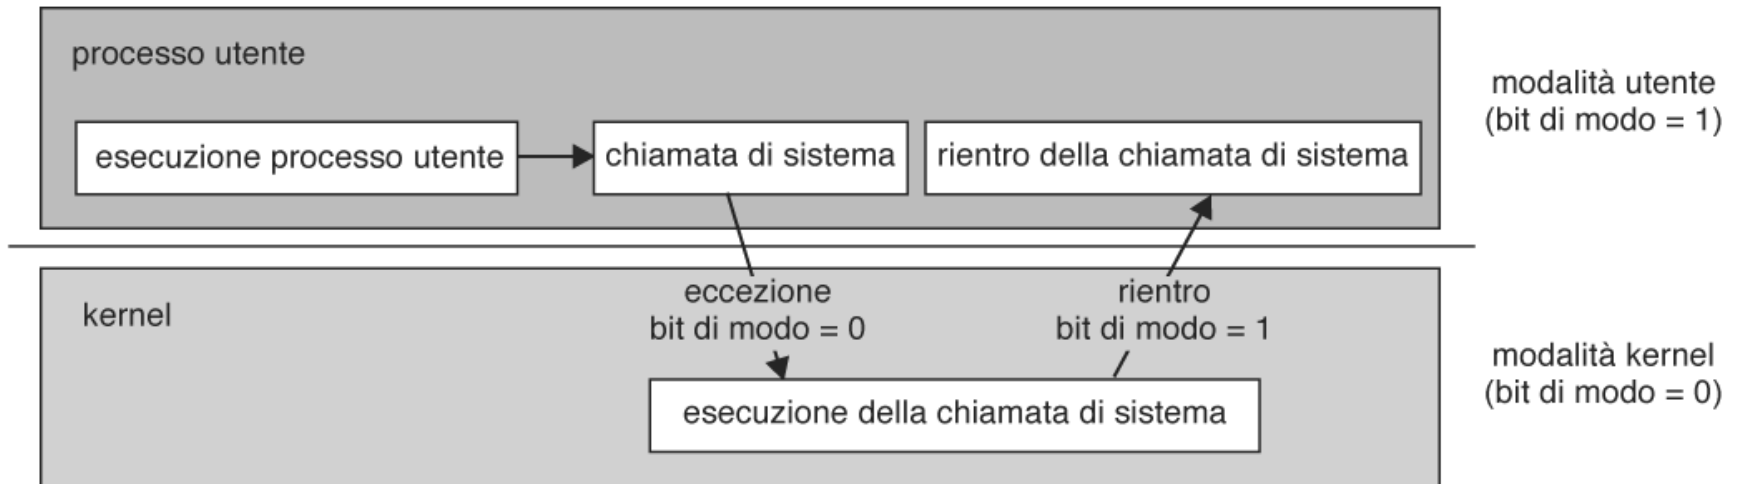 processo utente
modalità utente
(bit di modo = 1)
esecuzione processo utente
chiamata di sistema
rientro della chiamata di sistema
kernel
eccezione
bit di modo = 0
rientro
bit di modo = 1
modalità kernel
(bit di modo = 0)
esecuzione della chiamata di sistema